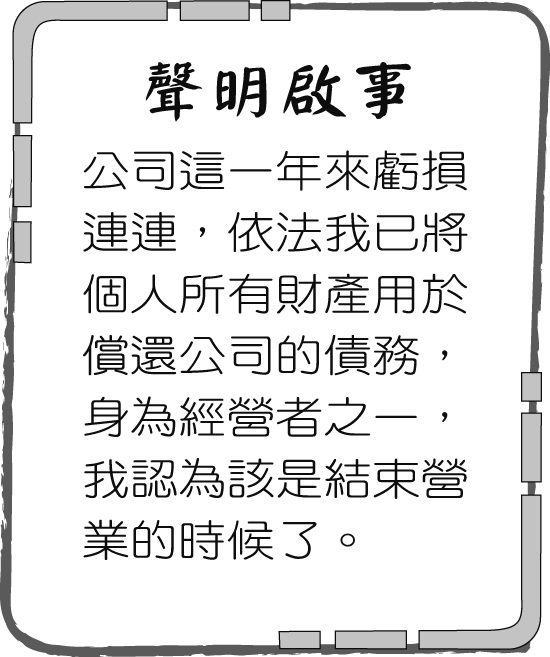 聲明啟事
公司這一年來虧損
連連，依法我已將
個人所有財產用於
償還公司的債務，
身為經營者之一，
我認為該是結束營
業的時候了。